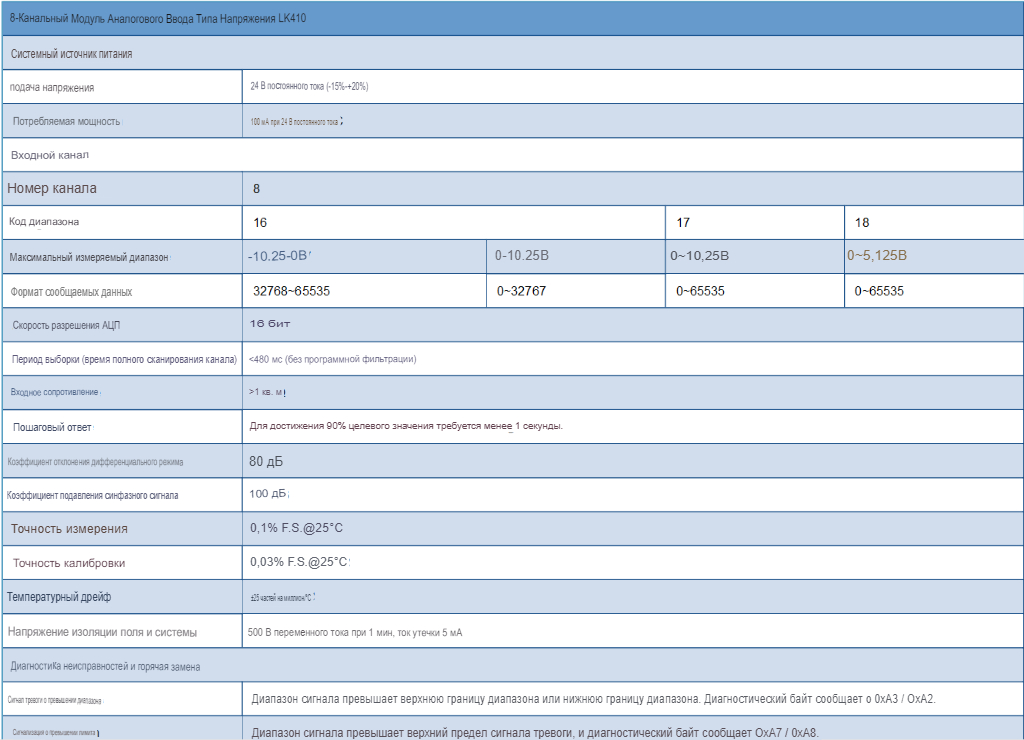 8-Канальный Модуль Аналогового Ввода Типа Напряжения LK410
Системный источник питания
подача напряжения 24 В постоянного тока (-15%-+20%)
Потребляемая мощность 100 мА при 24 В постоянного тока
Входной канал
Номер канала 8
Код диапазона 16 17 18
Максимальный измеряемый диапазон -10.25-0В 0-10.25В 0~10,25В 0~5,125В
Формат сообщаемых данных 32768~65535 0~32767 0~65535 0~65535
Скорость разрешения АЦП 16 бит
Период выборки (время полного сканирования канала) <480 мс (без программной фильтрации)
Входное сопротивление >1 кв. м
Пошаговый ответ Для достижения 90% целевого значения требуется менее 1 секунды.
Коэффициент отклонения дифференциального режима 80 дБ
Коэффициент подавления синфазного сигнала 100 дБ
Точность измерения 0,1% F.S.@25°C
Точность калибровки 0,03% F.S.@25°C
Температурный дрейф ±25 частей на миллион/°C
Напряжение изоляции поля и системы 500 В переменного тока при 1 мин, ток утечки 5 мА
Диагностика неисправностей и горячая замена
Сигнал тревоги о превышении диапазона Диапазон сигнала превышает верхнюю границу диапазона или нижнюю границу диапазона. Диагностический байт сообщает о 0xA3 / OxA2.
Сигнализация о превышении лимита Диапазон сигнала превышает верхний предел сигнала тревоги, и диагностический байт сообщает OxA7 / 0xA8.